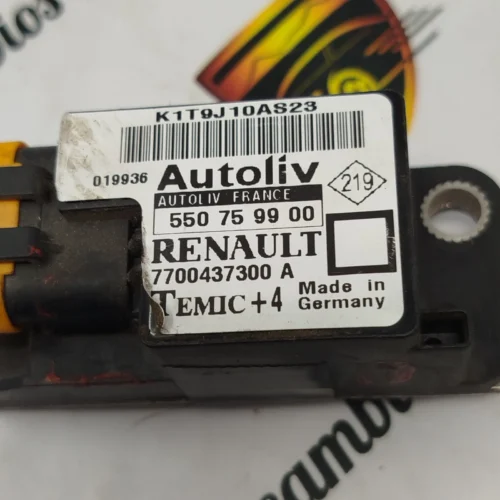 K1T9J10AS23
019936
Autoliv
219
AUTOLIV FRANCE
550 75 99 00
RENAULT
7700437300 A
TEMIC +4
Made in
Germany